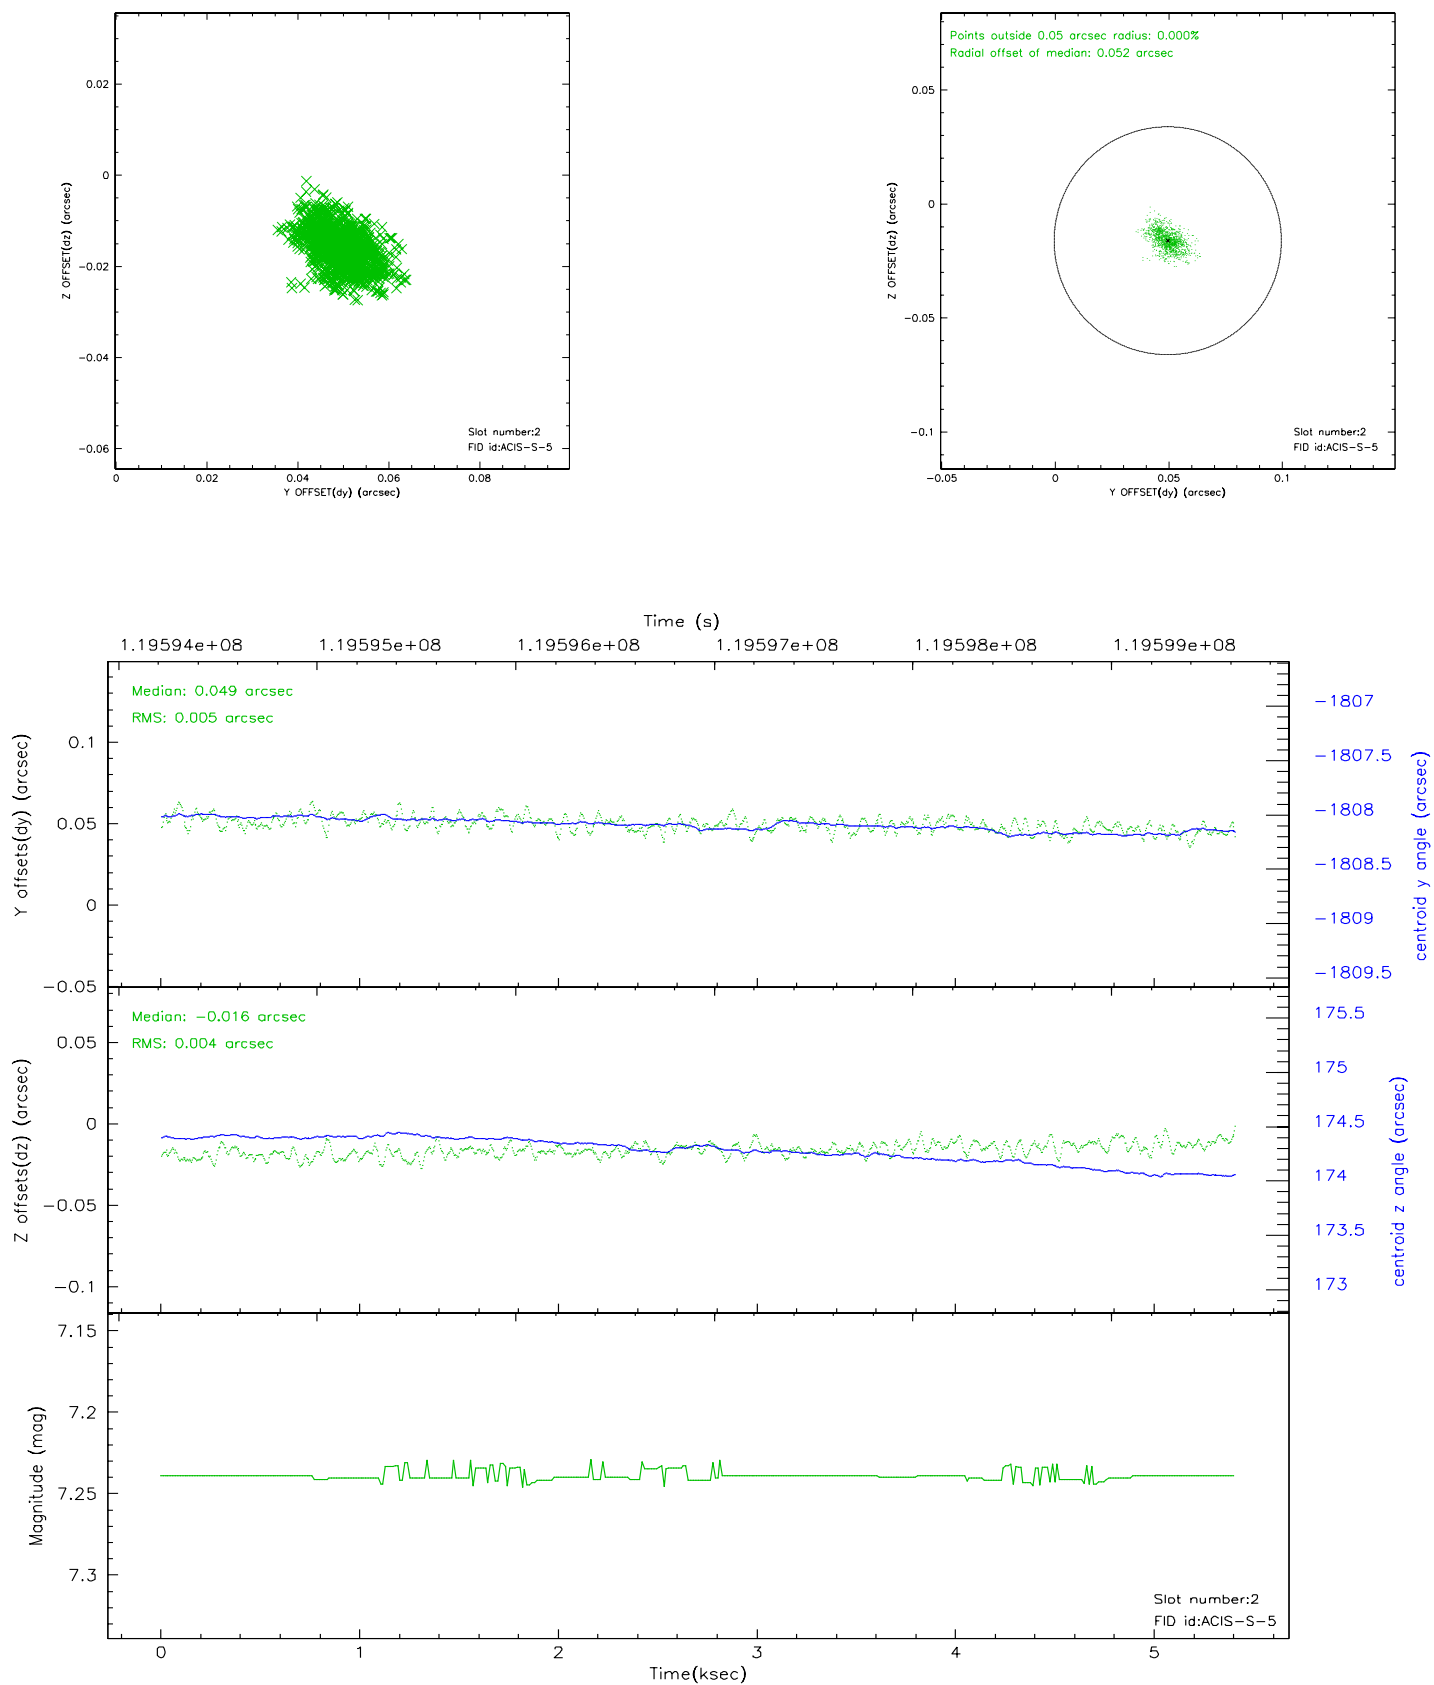 0.02
0
-0.02
-0.04
-0.06
Z OFFSET(dz) (arcsec)
0
0.02
0.04
0.06
0.08
Y OFFSET(dy) (arcsec)
Slot number:2
FID id:ACIS-S-5
Points outside 0.05 arcsec radius: 0.000%
Radial offset of median: 0.052 arcsec
0.05
0
-0.05
-0.1
Z OFFSET(dz) (arcsec)
-0.05
0
0.05
0.1
Y OFFSET(dy) (arcsec)
Slot number:2
FID id:ACIS-S-5
Time (s)
1.19594e+08
1.19595e+08
1.19596e+08
1.19597e+08
1.19598e+08
1.19599e+08
Median: 0.049 arcsec
RMS: 0.005 arcsec
0.1
0.05
0
-0.05
Y offsets(dy) (arcsec)
-1807
-1807.5
-1808
-1808.5
-1809
-1809.5
centroid y angle (arcsec)
Median: -0.016 arcsec
RMS: 0.004 arcsec
0.05
0
-0.05
-0.1
Z offsets(dz) (arcsec)
175.5
175
174.5
174
173.5
173
centroid z angle (arcsec)
7.15
7.2
7.25
7.3
Magnitude (mag)
Slot number:2
FID id:ACIS-S-5
0
1
2
3
4
5
Time(ksec)